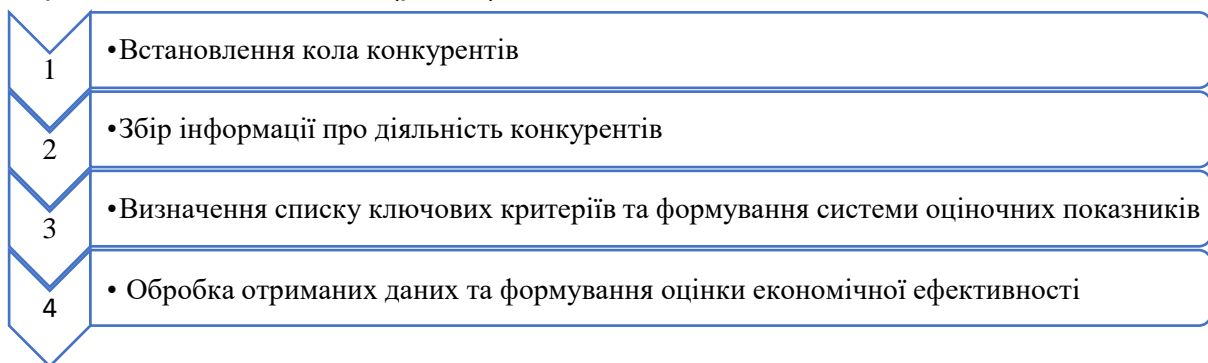 1
•Встановлення кола конкурентів
2
•Збір інформації про діяльність конкурентів
3
•Визначення списку ключових критеріїв та формування системи оціночних показників
4
• Обробка отриманих даних та формування оцінки економічної ефективності